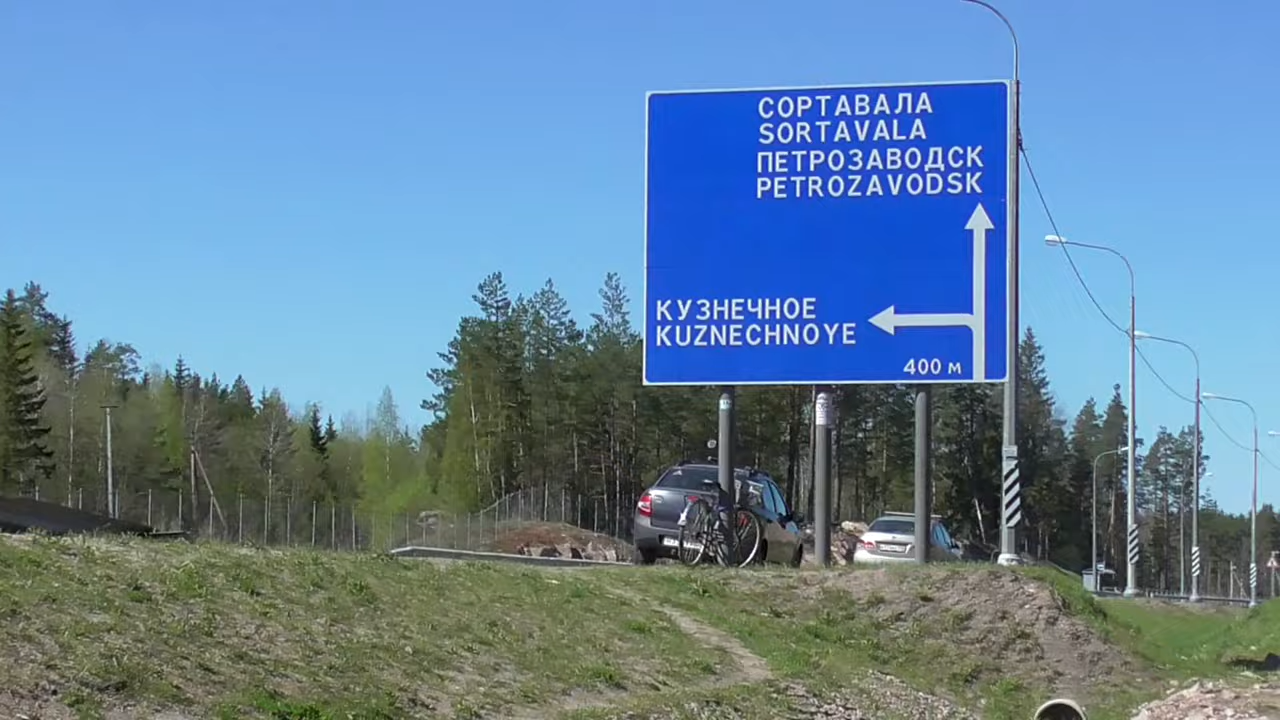 СОРТАВАЛА
SORTAVALA
ПЕТРОЗАВОДСК
PETROZAVODSK
КУЗНЕЧНОЕ
KUZNECHNOYE
400 м